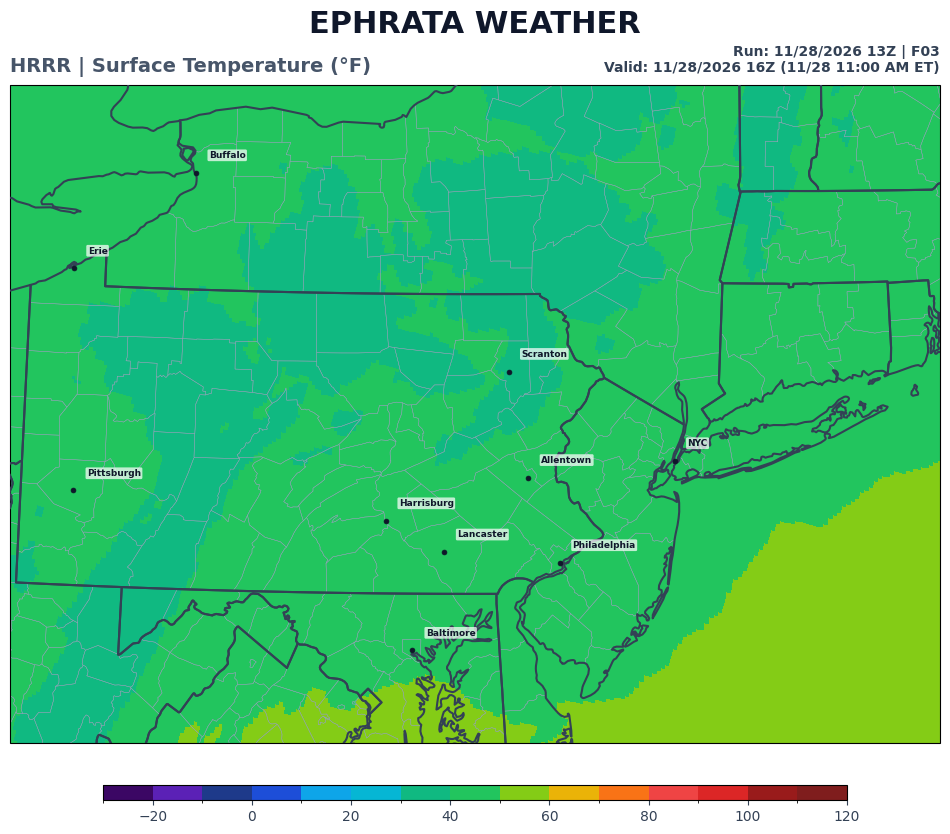 EPHRATA WEATHER
HRRR | Surface Temperature (°F)
Run: 11/28/2026 13Z | F03
Valid: 11/28/2026 16Z (11/28 11:00 AM ET)
Buffalo
Erie
Scranton
NYC
Allentown
Pittsburgh
Harrisburg
Lancaster
Philadelphia
Baltimore
−20 0 20 40 60 80 100 120